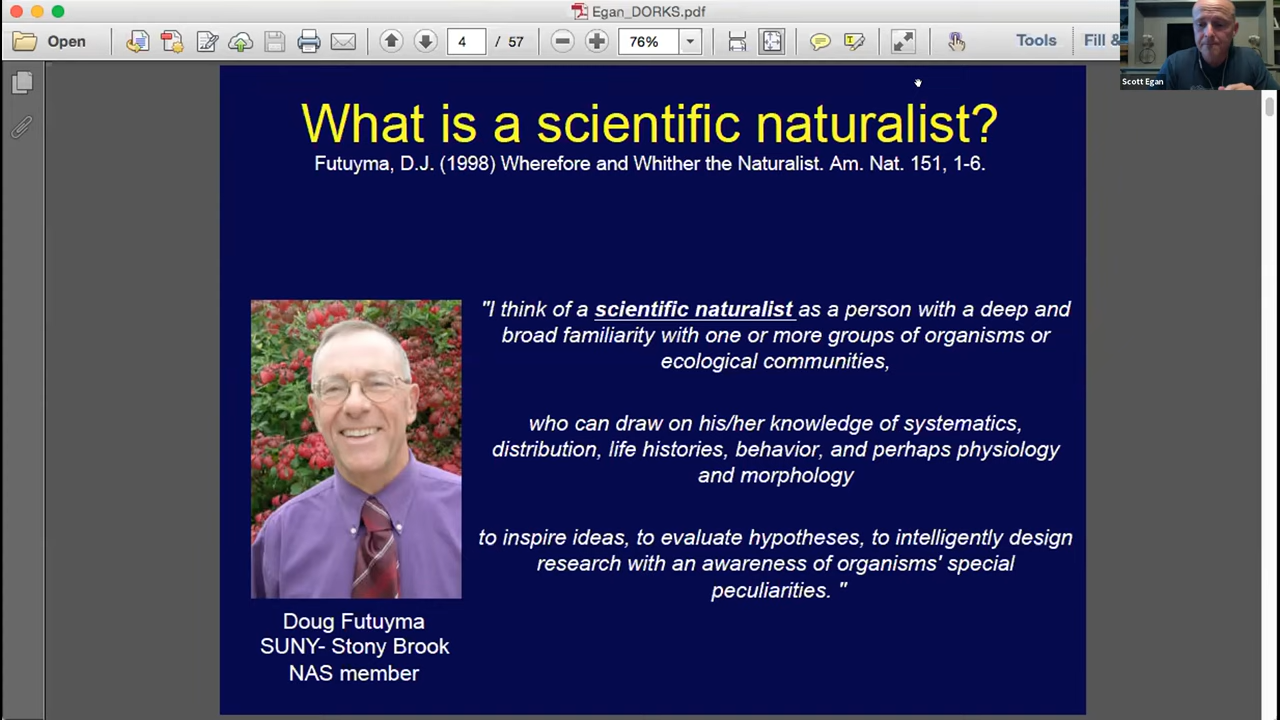 Egan_DORKS.pdf
Open
4 / 57
76%
Tools
Fill &
Scott Egan
What is a scientific naturalist?
Futuyma, D.J. (1998) Wherefore and Whither the Naturalist. Am. Nat. 151, 1-6.
"I think of a scientific naturalist as a person with a deep and
broad familiarity with one or more groups of organisms or
ecological communities,
who can draw on his/her knowledge of systematics,
distribution, life histories, behavior, and perhaps physiology
and morphology
to inspire ideas, to evaluate hypotheses, to intelligently design
research with an awareness of organisms' special
peculiarities. "
Doug Futuyma
SUNY- Stony Brook
NAS member